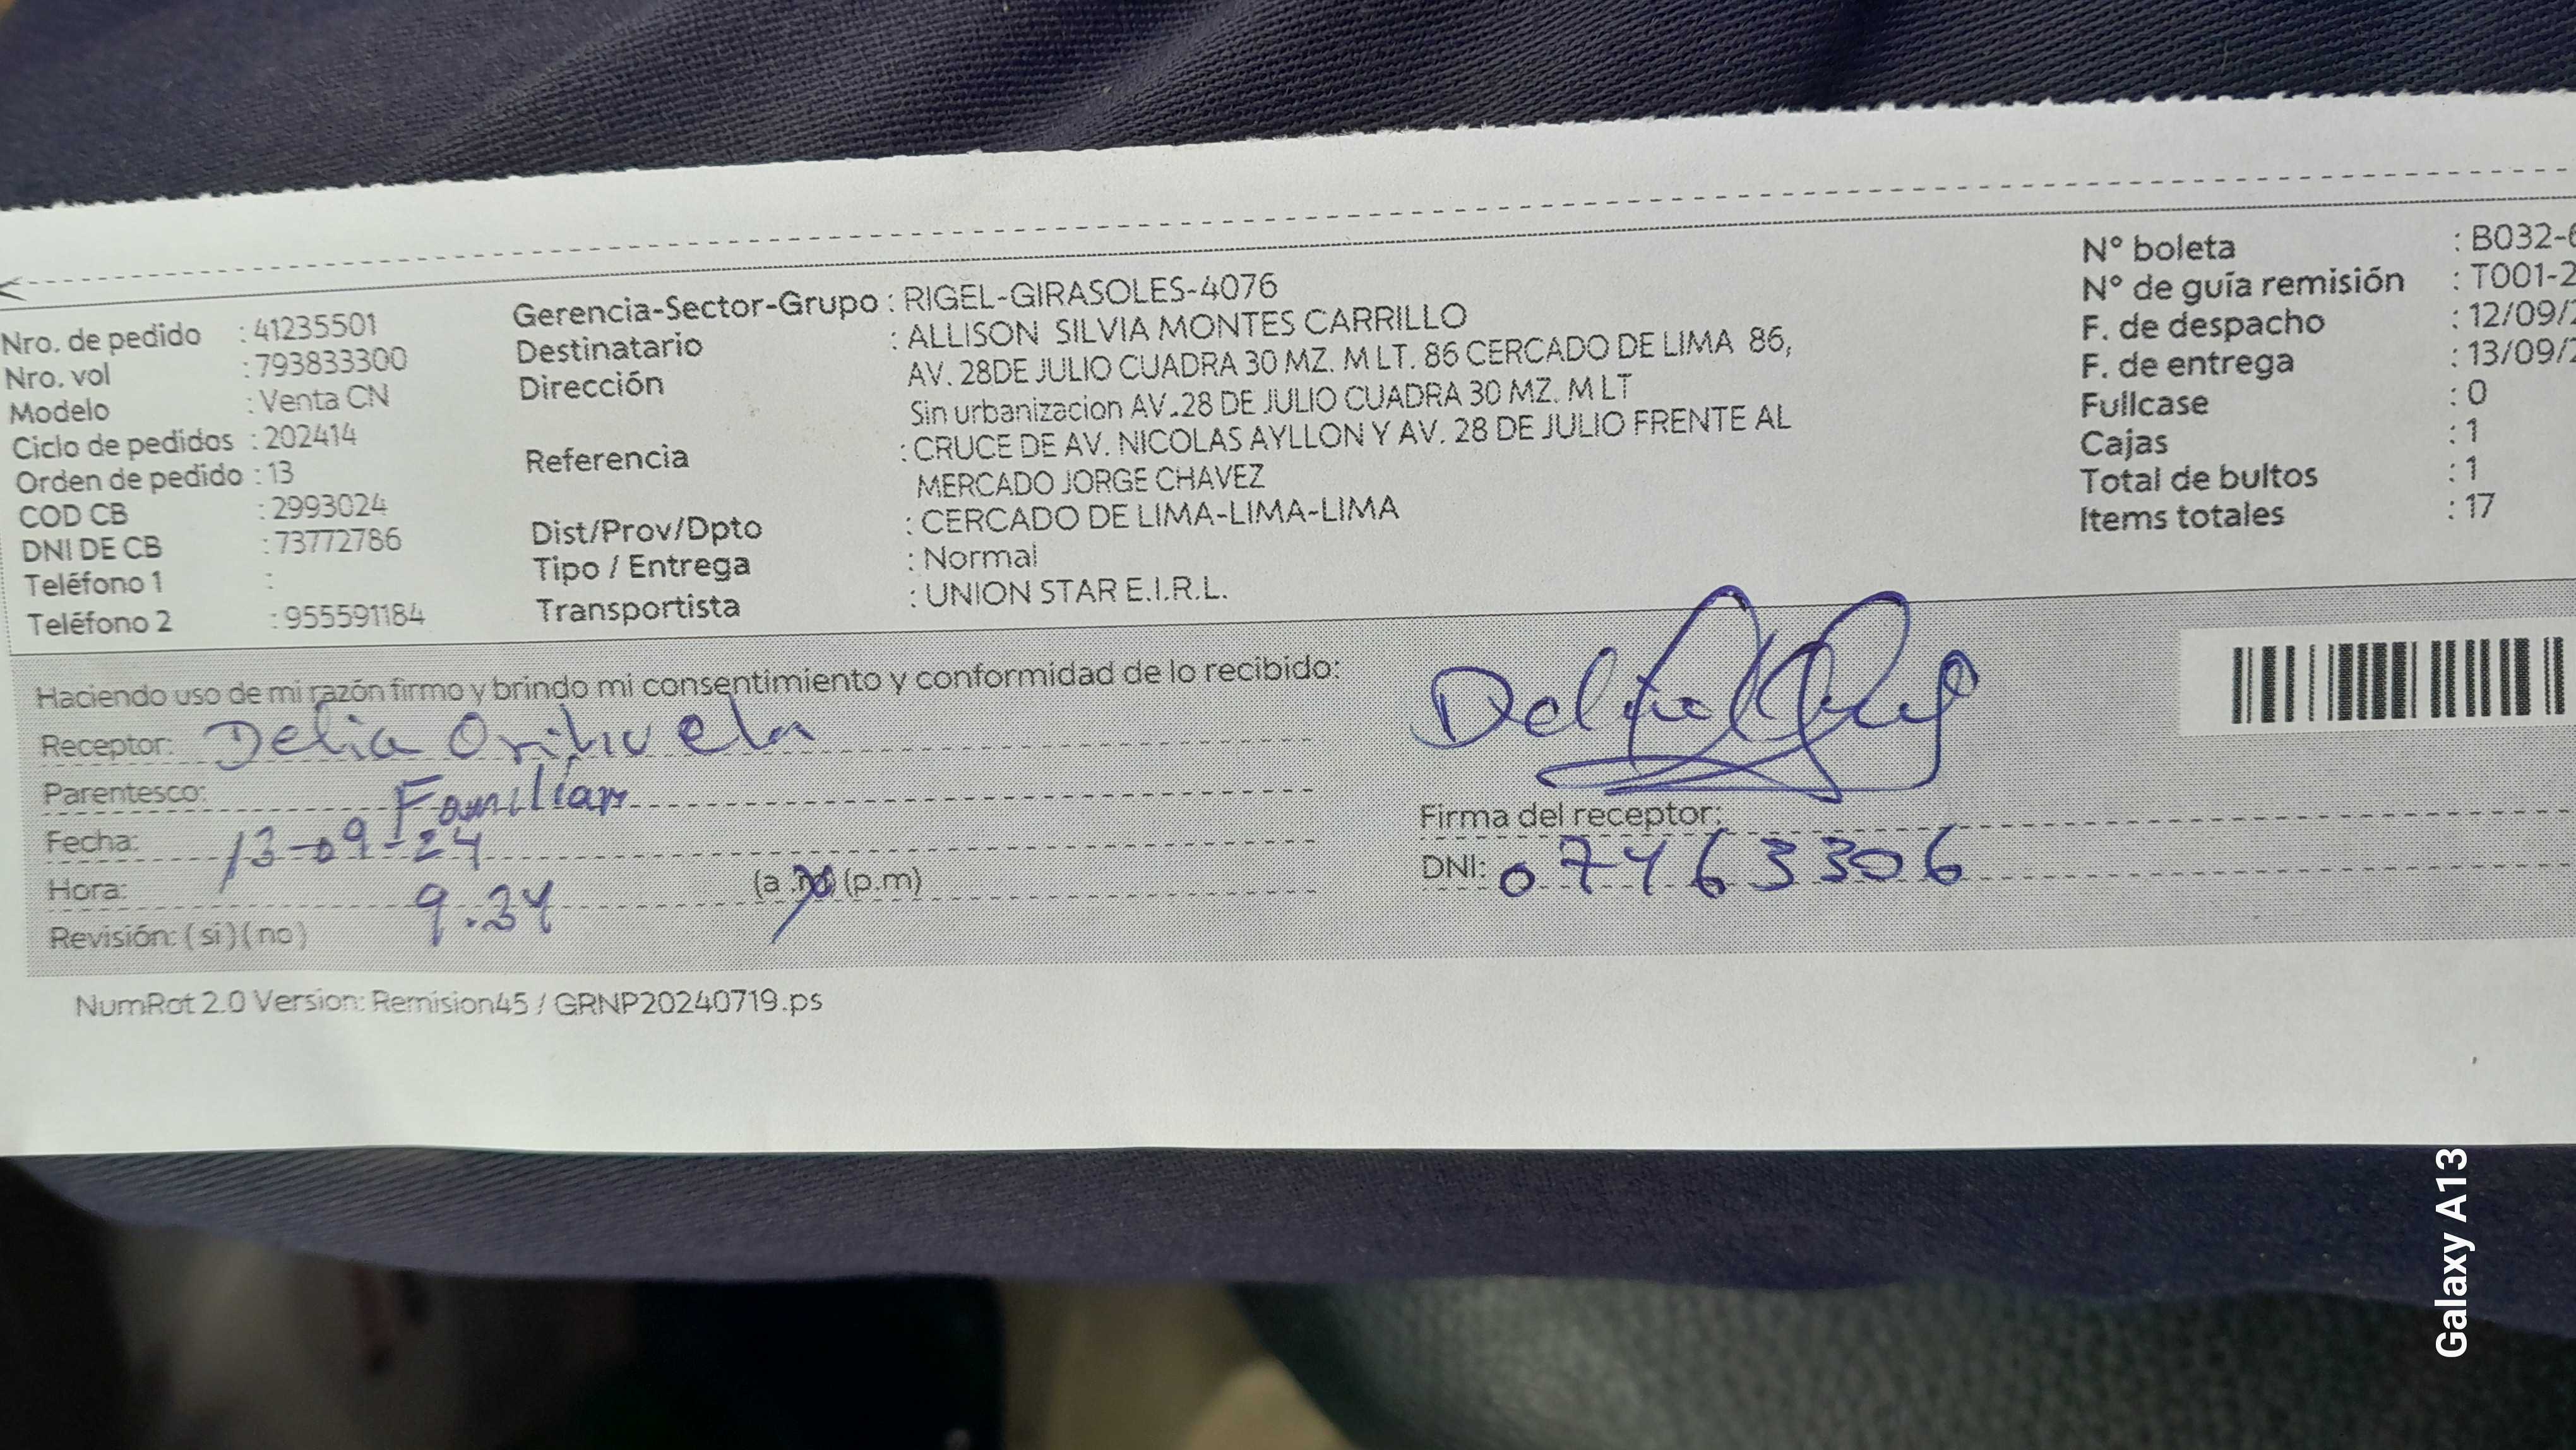 Nro. de pedido : 41235501
Nro. vol : 793833300
Modelo : Venta CN
Ciclo de pedidos : 202414
Orden de pedido : 13
COD CB : 2993024
DNI DE CB : 73772786
Teléfono 1 :
Teléfono 2 : 955591184
Gerencia-Sector-Grupo : RIGEL-GIRASOLES-4076
Destinatario : ALLISON SILVIA MONTES CARRILLO
Dirección AV. 28DE JULIO CUADRA 30 MZ. M LT. 86 CERCADO DE LIMA 86,
Sin urbanizacion AV..28 DE JULIO CUADRA 30 MZ. M LT
Referencia : CRUCE DE AV. NICOLAS AYLLON Y AV. 28 DE JULIO FRENTE AL
MERCADO JORGE CHAVEZ
Dist/Prov/Dpto : CERCADO DE LIMA-LIMA-LIMA
Tipo / Entrega : Normal
Transportista : UNION STAR E.I.R.L.
N° boleta : B032-6
N° de guía remisión : T001-2
F. de despacho : 12/09/2
F. de entrega : 13/09/2
Fullcase : 0
Cajas : 1
Total de bultos : 1
Items totales : 17
Haciendo uso de mi razón firmo y brindo mi consentimiento y conformidad de lo recibido:
Receptor: Delia Orihuela
Parentesco: Familiar
Fecha: 13-09-24
Hora: 9.34 (a .m) (p.m)
Revisión: ( si ) ( no )
Firma del receptor:
DNI: 07463306
NumRot 2.0 Version: Remision45 / GRNP20240719.ps
Galaxy A13